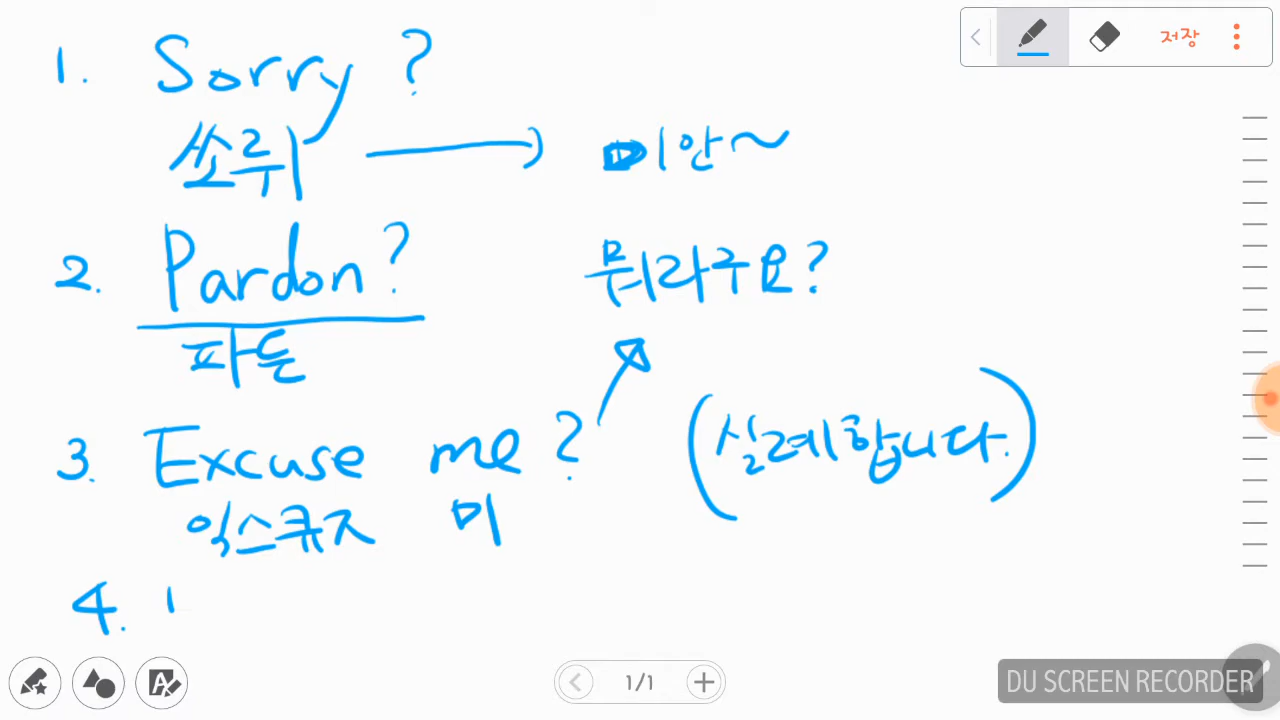 저장
1. Sorry ?
쏘뤼 → 미안~
2. Pardon? 뭐라구요?
파든
3. Excuse me ? (실례합니다.)
익스큐즈 미
4. I
1/1
DU SCREEN RECORDER